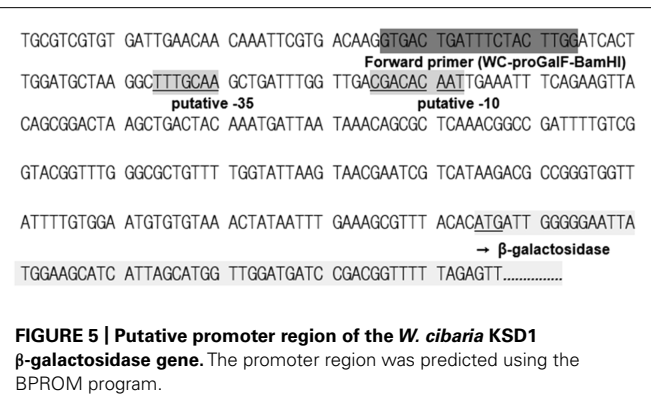 TGCGTCGTGT GATTGAACAA CAAATTCGTG ACAAGGTGACT TGATTTCTAC TTGGATCACT
Forward primer (WC-proGalF-BamHI)
TGGATGCTAA GGCTTTGCAA GCTGATTTGG TTGACGACAC AATTGAAATT TCAGAAGTTA
putative -35 putative -10
CAGCGGACTA AGCTGACTAC AAATGATTAA TAAACAGCGC TCAAACGGCC GATTTTGTCG
GTACGGTTTG GGCGCTGTTT TGGTATTAAG TAACGAATCG TCATAAGACG CCGGGTGGTT
ATTTTGTGGA ATGTGTGTAA ACTATAATTT GAAAGCGTTT ACACATGATT GGGGGAATTA
→ β-galactosidase
TGGAAGCATC ATTAGCATGG TTGGATGATC CGACGGTTTT TAGAGTT...............
FIGURE 5 | Putative promoter region of the W. cibaria KSD1
β-galactosidase gene. The promoter region was predicted using the
BPROM program.